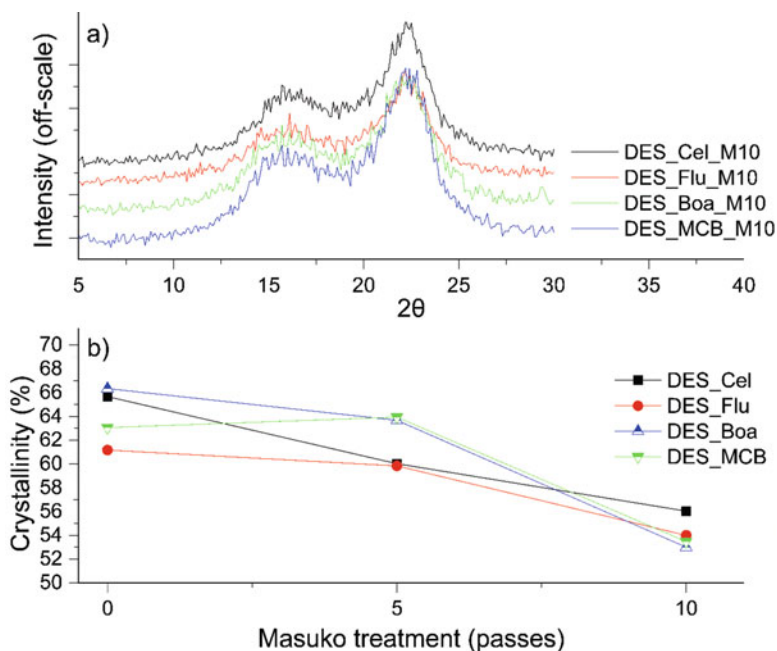 a)
Intensity (off-scale)
DES_Cel_M10
DES_Flu_M10
DES_Boa_M10
DES_MCB_M10
5 10 15 20 25 30 35 40
2θ
b)
Crystallinity (%)
70
68
66
64
62
60
58
56
54
52
50
DES_Cel
DES_Flu
DES_Boa
DES_MCB
0 5 10
Masuko treatment (passes)